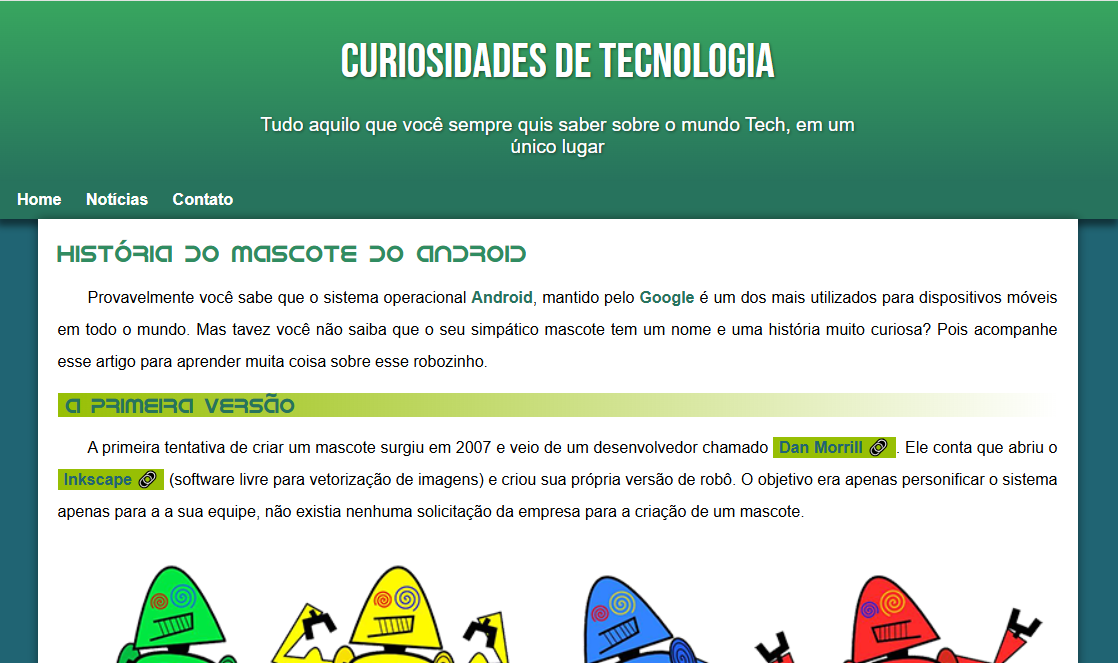 CURIOSIDADES DE TECNOLOGIA
Tudo aquilo que você sempre quis saber sobre o mundo Tech, em um
único lugar
Home Notícias Contato
HISTÓRIA DO MASCOTE DO ANDROID
Provavelmente você sabe que o sistema operacional Android, mantido pelo Google é um dos mais utilizados para dispositivos móveis
em todo o mundo. Mas tavez você não saiba que o seu simpático mascote tem um nome e uma história muito curiosa? Pois acompanhe
esse artigo para aprender muita coisa sobre esse robozinho.
A PRIMEIRA VERSÃO
A primeira tentativa de criar um mascote surgiu em 2007 e veio de um desenvolvedor chamado Dan Morrill. Ele conta que abriu o
Inkscape (software livre para vetorização de imagens) e criou sua própria versão de robô. O objetivo era apenas personificar o sistema
apenas para a a sua equipe, não existia nenhuma solicitação da empresa para a criação de um mascote.